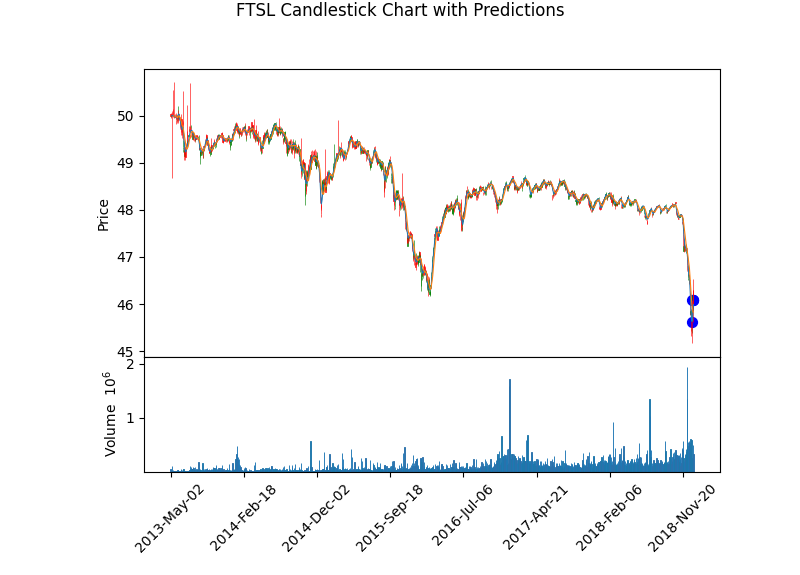 FTSL Candlestick Chart with Predictions
50
49
48
47
46
45
Price
2
1
Volume 10^6
2013-May-02
2014-Feb-18
2014-Dec-02
2015-Sep-18
2016-Jul-06
2017-Apr-21
2018-Feb-06
2018-Nov-20